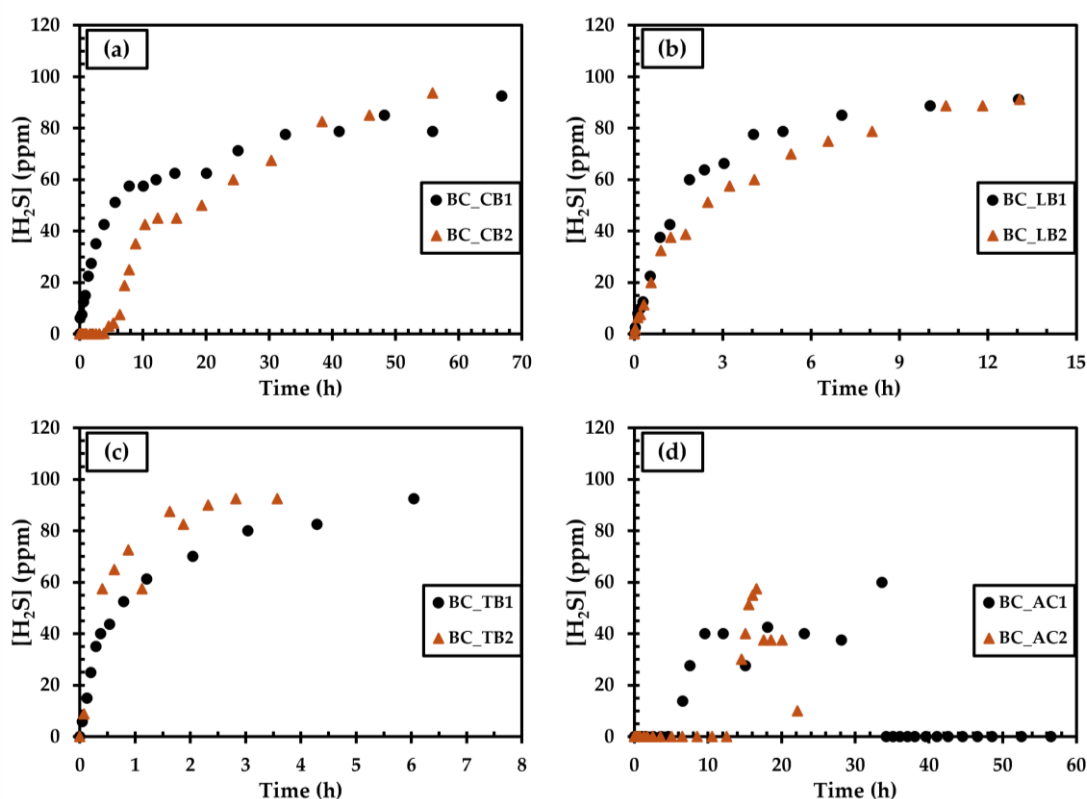 (a)
120
100
80
60
40
20
0
[H₂S] (ppm)
BC_CB1
BC_CB2
0 10 20 30 40 50 60 70
Time (h)
(b)
120
100
80
60
40
20
0
[H₂S] (ppm)
BC_LB1
BC_LB2
0 3 6 9 12 15
Time (h)
(c)
120
100
80
60
40
20
0
[H₂S] (ppm)
BC_TB1
BC_TB2
0 1 2 3 4 5 6 7 8
Time (h)
(d)
120
100
80
60
40
20
0
[H₂S] (ppm)
BC_AC1
BC_AC2
0 10 20 30 40 50 60
Time (h)